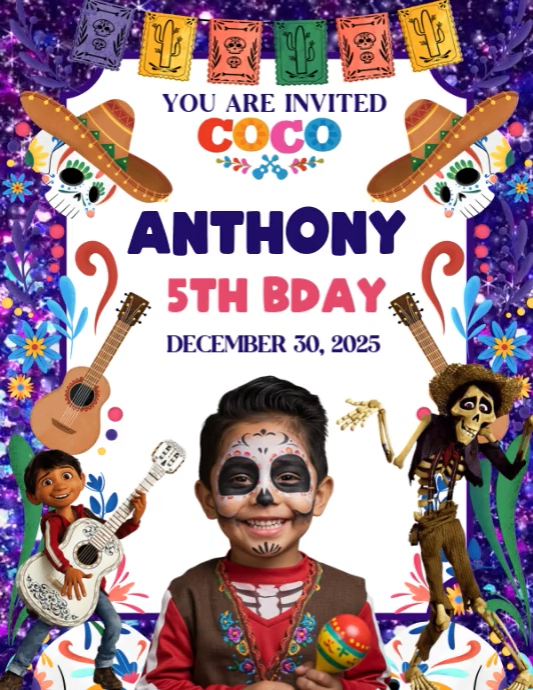 YOU ARE INVITED
COCO
ANTHONY
5TH BDAY
DECEMBER 30, 2025